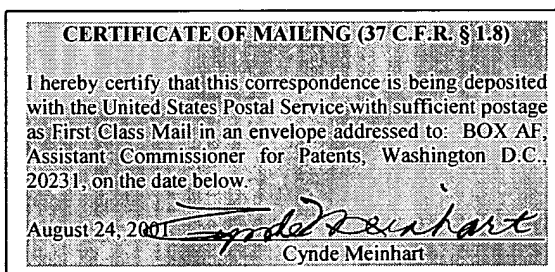 CERTIFICATE OF MAILING (37 C.F.R. § 1.8)
I hereby certify that this correspondence is being deposited
with the United States Postal Service with sufficient postage
as First Class Mail in an envelope addressed to: BOX AF,
Assistant Commissioner for Patents, Washington D.C.,
20231, on the date below.
August 24, 2001 Cynde Meinhart
Cynde Meinhart